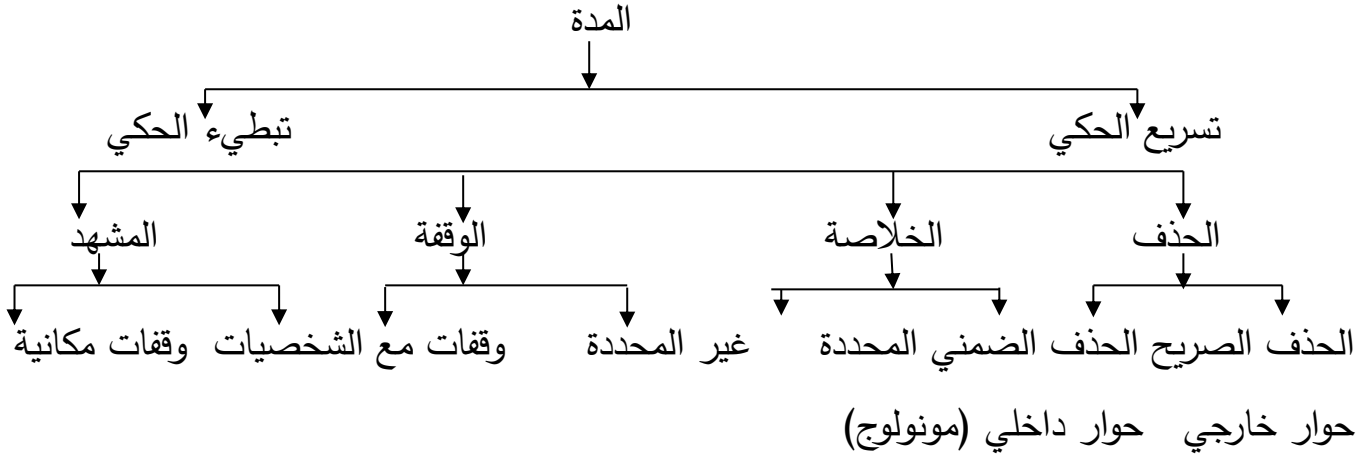 المدة
تسريع الحكي تبطيء الحكي
الحذف الخلاصة الوقفة المشهد
الحذف الصريح الحذف الضمني المحددة غير المحددة وقفات مع الشخصيات وقفات مكانية
حوار خارجي حوار داخلي (مونولوج)